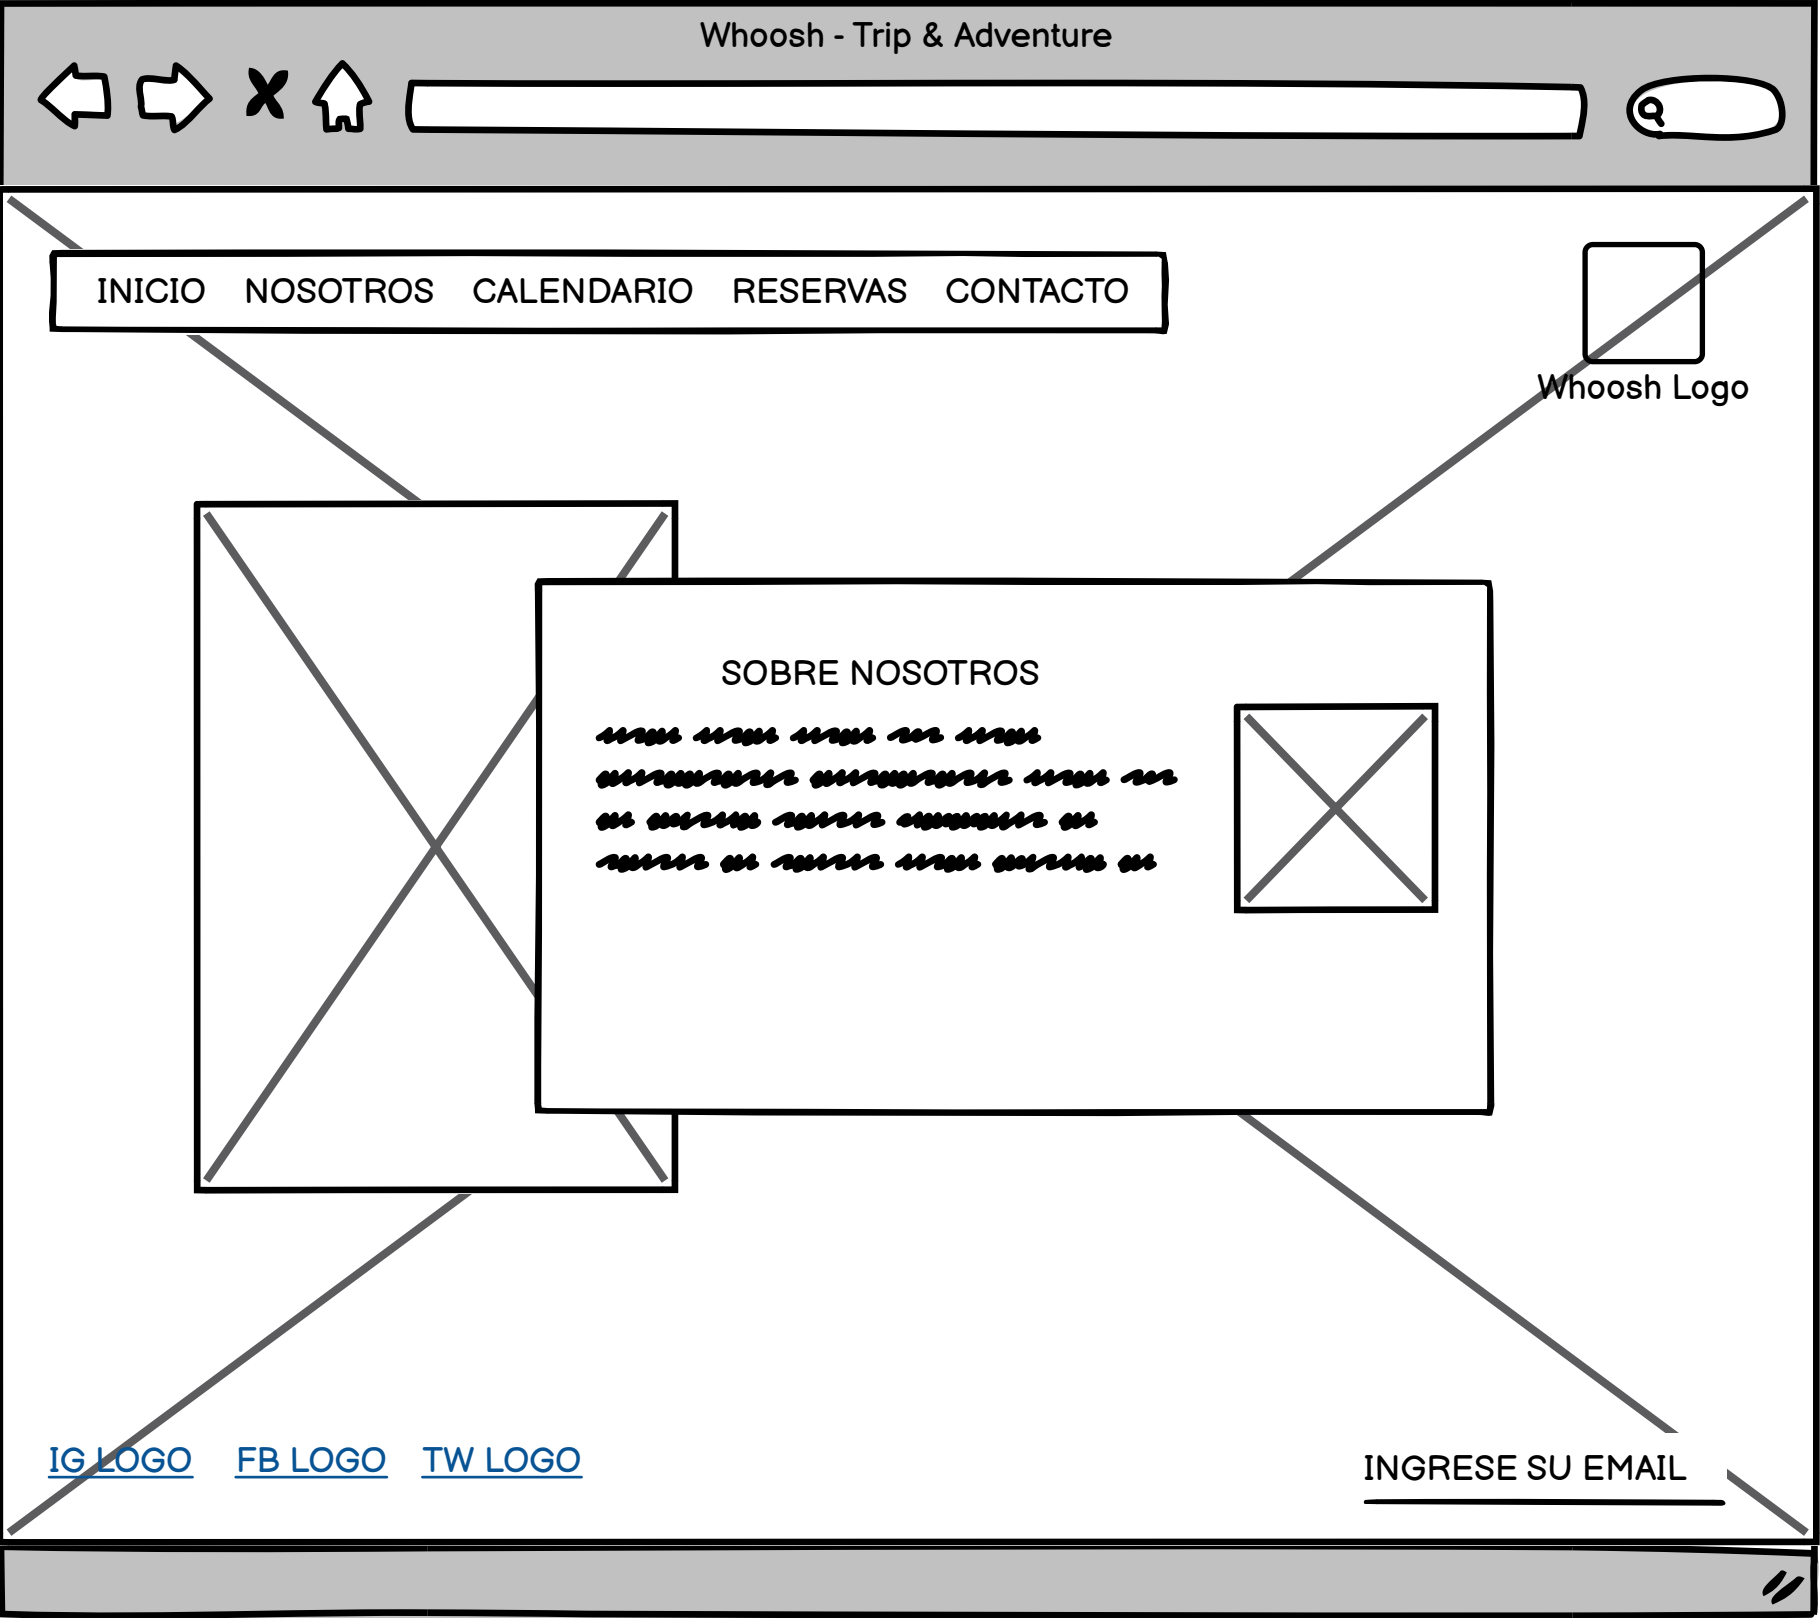 Whoosh - Trip & Adventure
INICIO NOSOTROS CALENDARIO RESERVAS CONTACTO
Whoosh Logo
SOBRE NOSOTROS
IG LOGO FB LOGO TW LOGO
INGRESE SU EMAIL